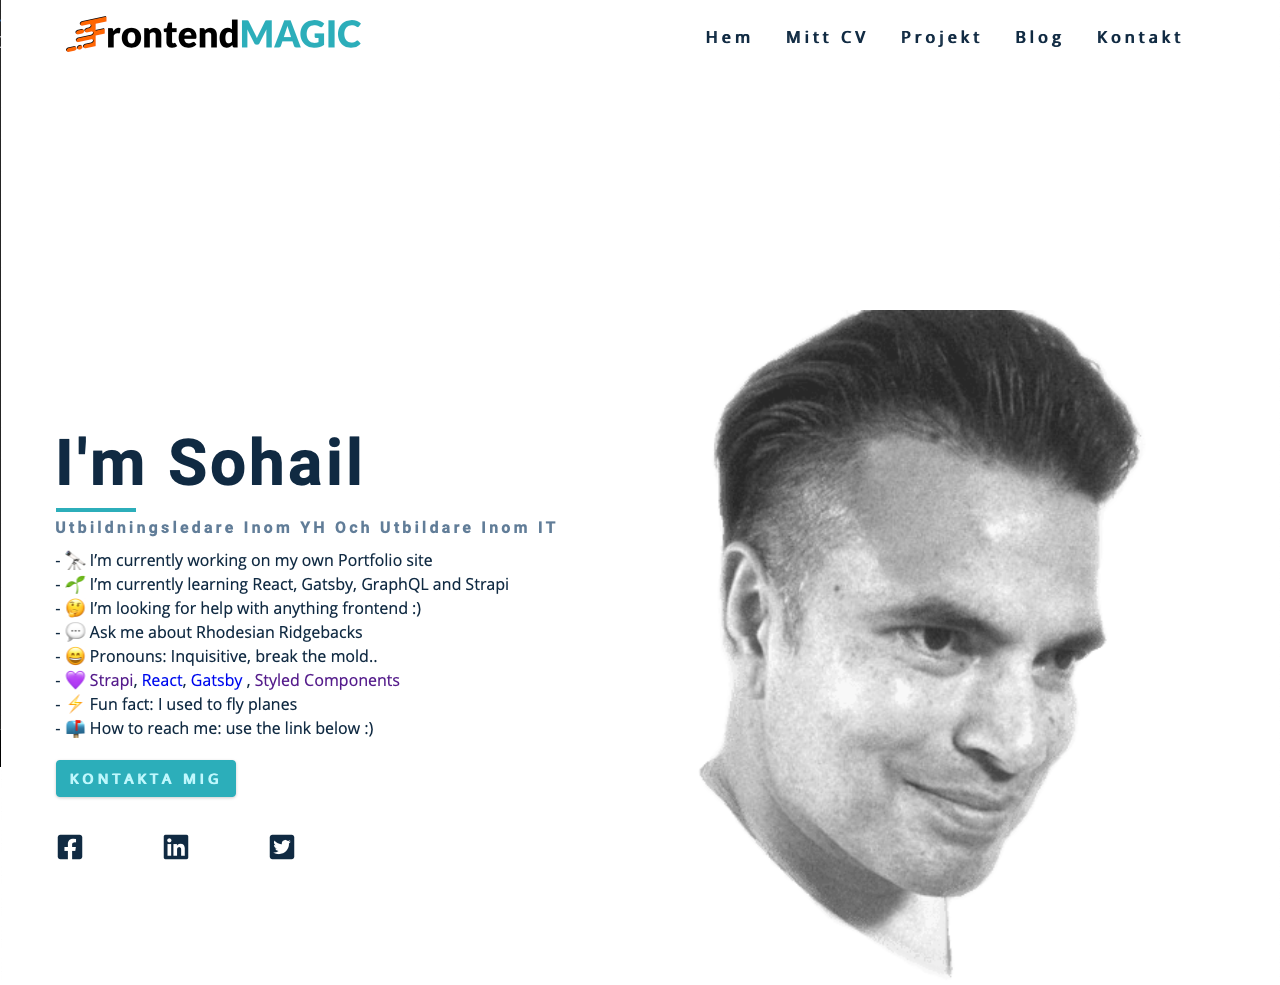 FrontendMAGIC
Hem Mitt CV Projekt Blog Kontakt
I'm Sohail
Utbildningsledare Inom YH Och Utbildare Inom IT
- 🔭 I’m currently working on my own Portfolio site
- 🌱 I’m currently learning React, Gatsby, GraphQL and Strapi
- 🤔 I’m looking for help with anything frontend :)
- 💬 Ask me about Rhodesian Ridgebacks
- 😄 Pronouns: Inquisitive, break the mold..
- 💜 Strapi, React, Gatsby , Styled Components
- ⚡ Fun fact: I used to fly planes
- 📫 How to reach me: use the link below :)
KONTAKTA MIG